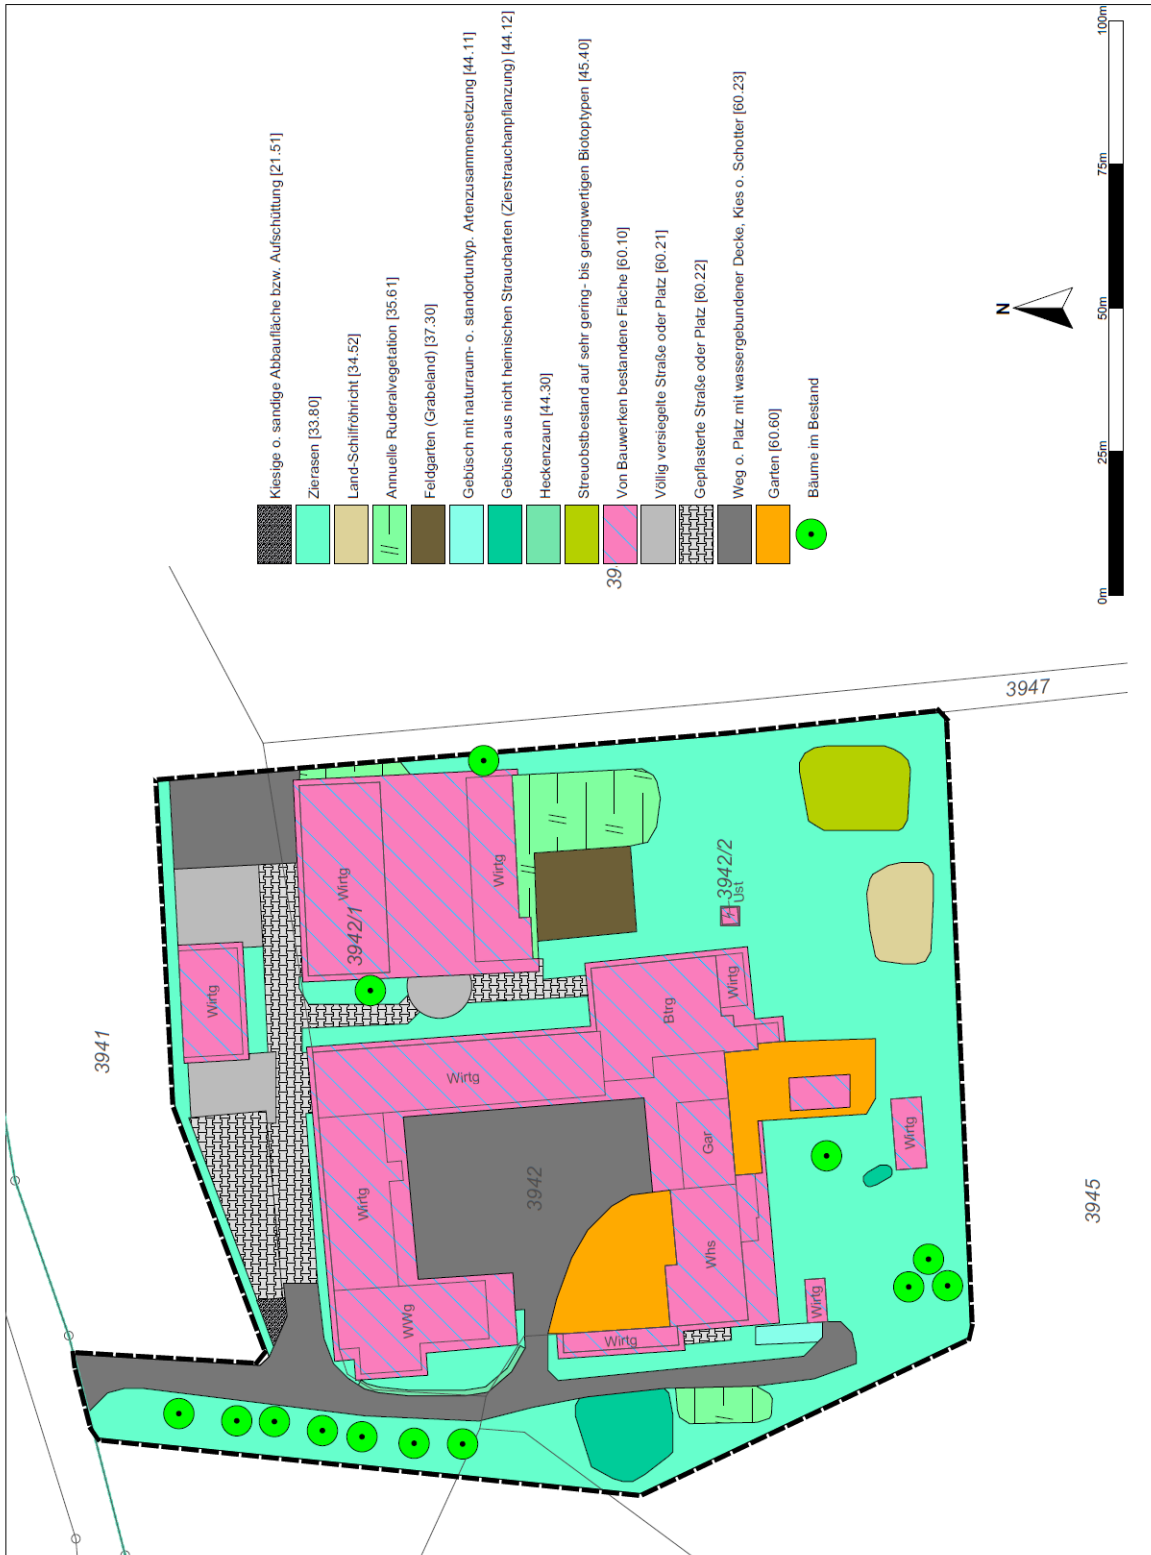 Kiesige o. sandige Abbaufläche bzw. Aufschüttung [21.51]
Zierasen [33.80]
Land-Schilfröhricht [34.52]
Annuelle Ruderalvegetation [35.61]
Feldgarten (Grabeland) [37.30]
Gebüsch mit naturraum- o. standortuntyp. Artenzusammensetzung [44.11]
Gebüsch aus nicht heimischen Straucharten (Zierstrauchanpflanzung) [44.12]
Heckenzaun [44.30]
Streuobstbestand auf sehr gering- bis geringwertigen Biotoptypen [45.40]
Von Bauwerken bestandene Fläche [60.10]
Völlig versiegelte Straße oder Platz [60.21]
Gepflasterte Straße oder Platz [60.22]
Weg o. Platz mit wassergebundener Decke, Kies o. Schotter [60.23]
Garten [60.60]
Bäume im Bestand
39
N
0m
25m
50m
75m
100m
3947
3941
3945
3942/1
3942/2
3942
Wirtg
Wirtg
Wirtg
Wirtg
Wirtg
WWg
Btrg
Wirtg
Gar
Whs
Wirtg
Wirtg
Wirtg
Ust